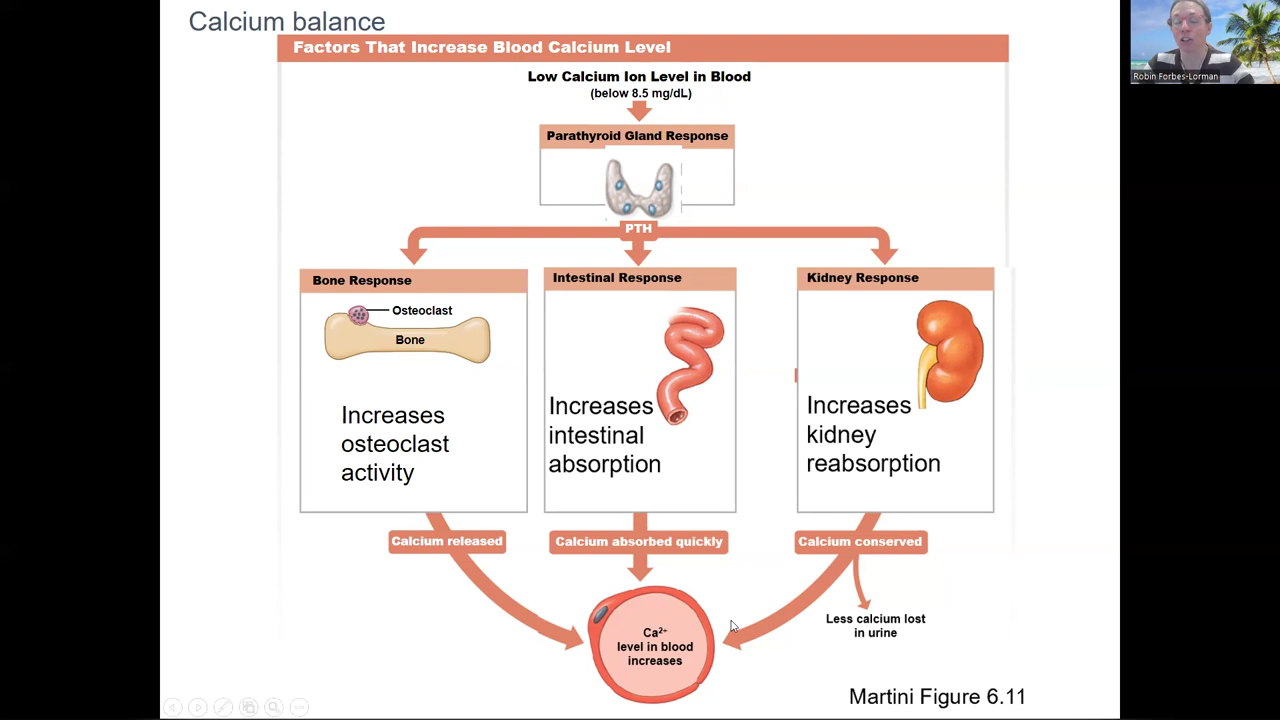 Calcium balance
Factors That Increase Blood Calcium Level
Low Calcium Ion Level in Blood
(below 8.5 mg/dL)
Parathyroid Gland Response
PTH
Bone Response
Osteoclast
Bone
Increases
osteoclast
activity
Intestinal Response
Increases
intestinal
absorption
Kidney Response
Increases
kidney
reabsorption
Calcium released
Calcium absorbed quickly
Calcium conserved
Less calcium lost
in urine
Ca²⁺
level in blood
increases
Martini Figure 6.11
Robin Forbes-Lorman